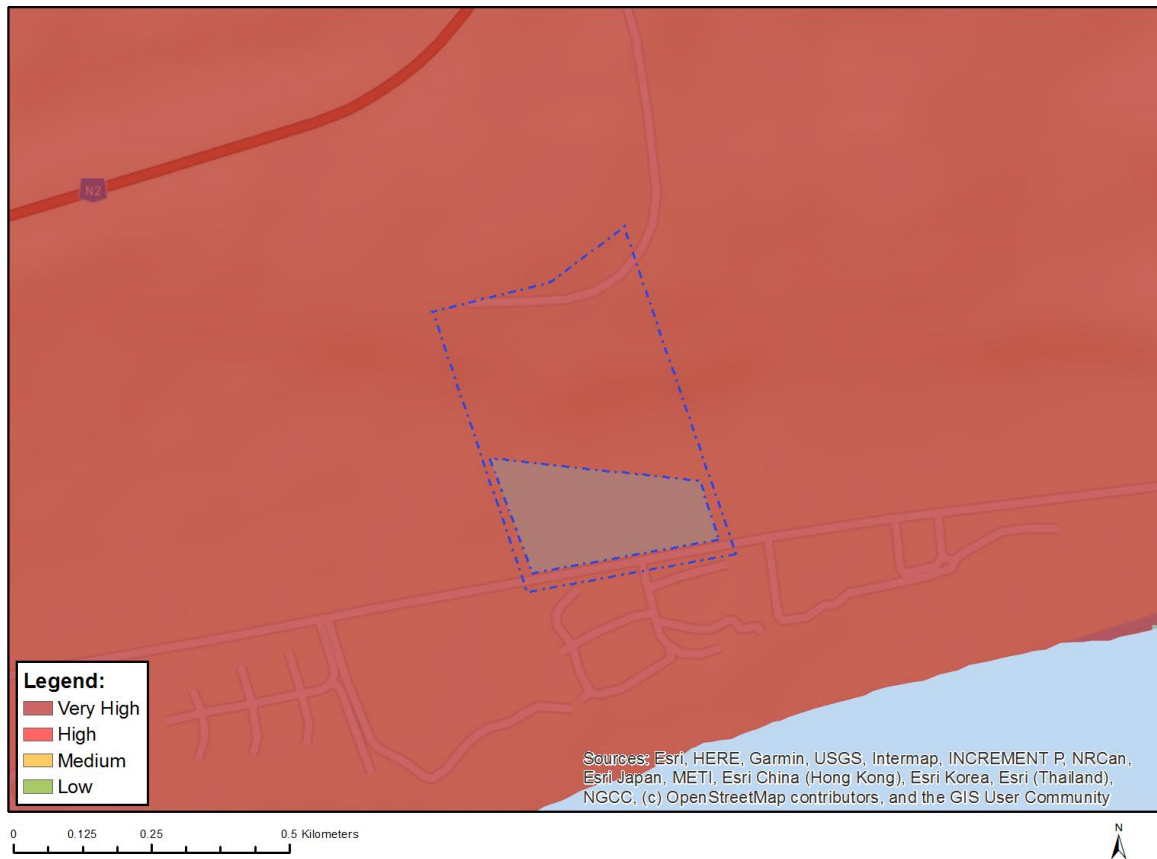 N2
Legend:
Very High
High
Medium
Low
Sources: Esri, HERE, Garmin, USGS, Intermap, INCREMENT P, NRCan,
Esri Japan, METI, Esri China (Hong Kong), Esri Korea, Esri (Thailand),
NGCC, (c) OpenStreetMap contributors, and the GIS User Community
0 0.125 0.25 0.5 Kilometers
N